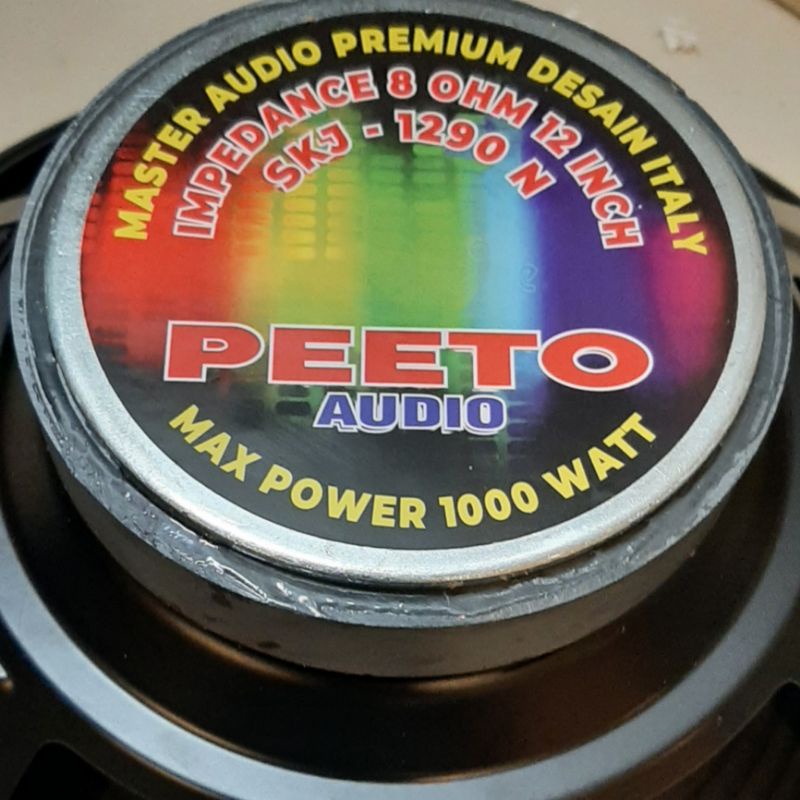 MASTER AUDIO PREMIUM DESAIN ITALY
IMPEDANCE 8 OHM 12 INCH
SKJ - 1290 N
PEETO
AUDIO
MAX POWER 1000 WATT